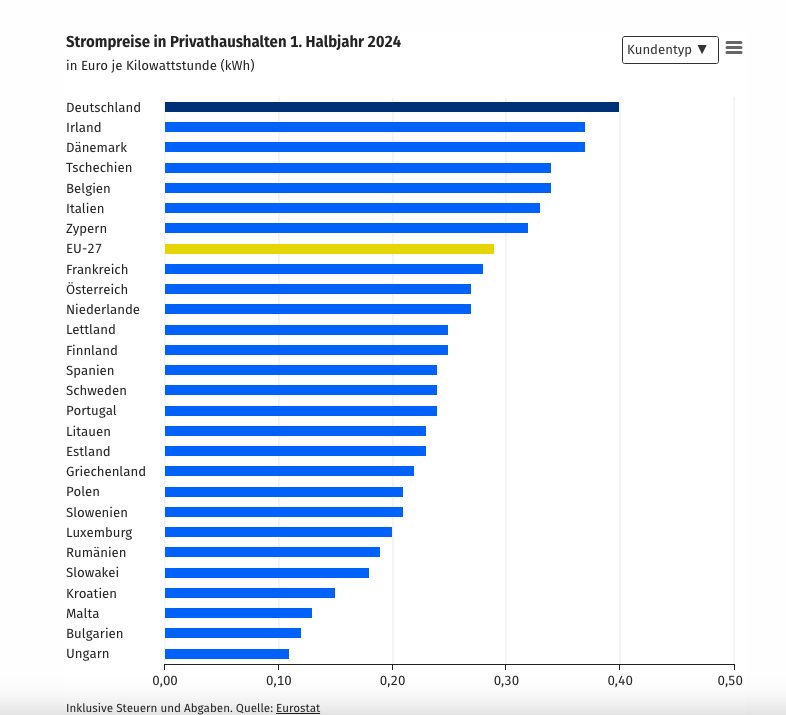 Strompreise in Privathaushalten 1. Halbjahr 2024
in Euro je Kilowattstunde (kWh)
Kundentyp ▼
Deutschland
Irland
Dänemark
Tschechien
Belgien
Italien
Zypern
EU-27
Frankreich
Österreich
Niederlande
Lettland
Finnland
Spanien
Schweden
Portugal
Litauen
Estland
Griechenland
Polen
Slowenien
Luxemburg
Rumänien
Slowakei
Kroatien
Malta
Bulgarien
Ungarn
0,00 0,10 0,20 0,30 0,40 0,50
Inklusive Steuern und Abgaben. Quelle: Eurostat